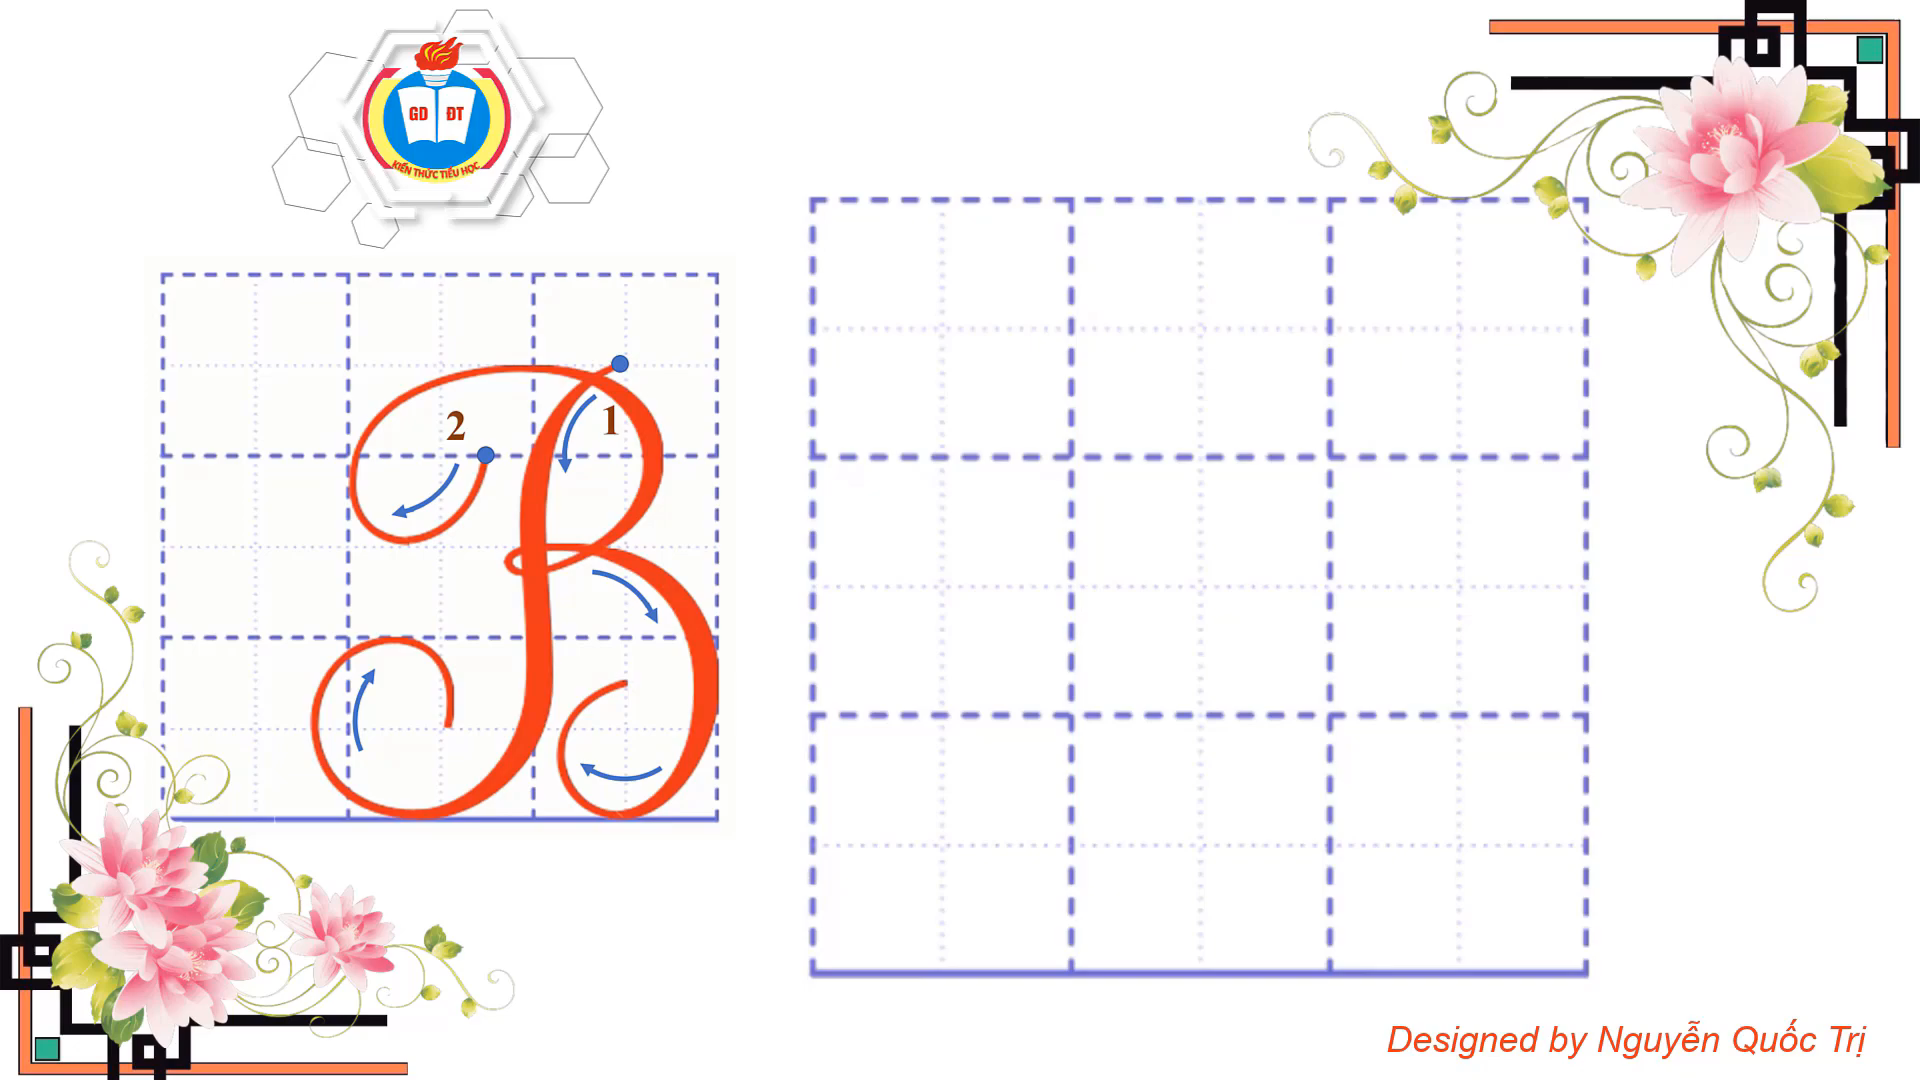 GD ĐT
KIẾN THỨC TIỂU HỌC
2
1
B
Designed by Nguyễn Quốc Trị